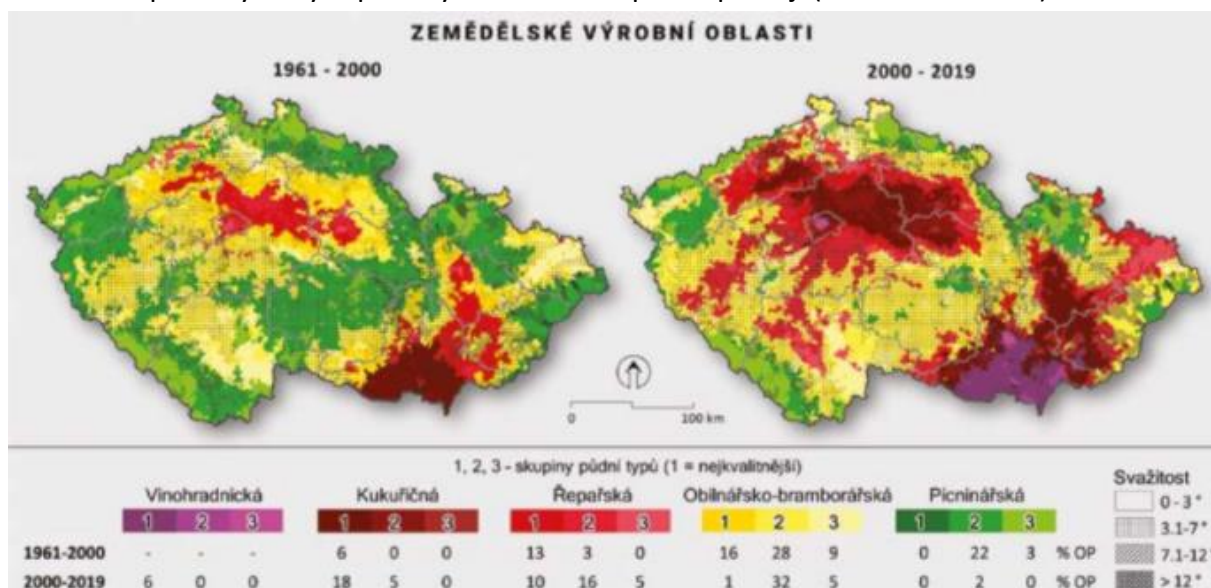 ZEMĚDĚLSKÉ VÝROBNÍ OBLASTI
1961 - 2000 2000 - 2019
0 100 km
1, 2, 3 - skupiny půdní typů (1 = nejkvalitnější)
Vinohradnická Kukuřičná Řepařská Obilnářsko-bramborářská Pícninářská Svažitost
1 2 3 1 2 3 1 2 3 1 2 3 1 2 3 0 - 3 °
3.1-7 °
1961-2000 - - - 6 0 0 13 3 0 16 28 9 0 22 3 % OP 7.1-12°
2000-2019 6 0 0 18 5 0 10 16 5 1 32 5 0 2 0 % OP > 12 °